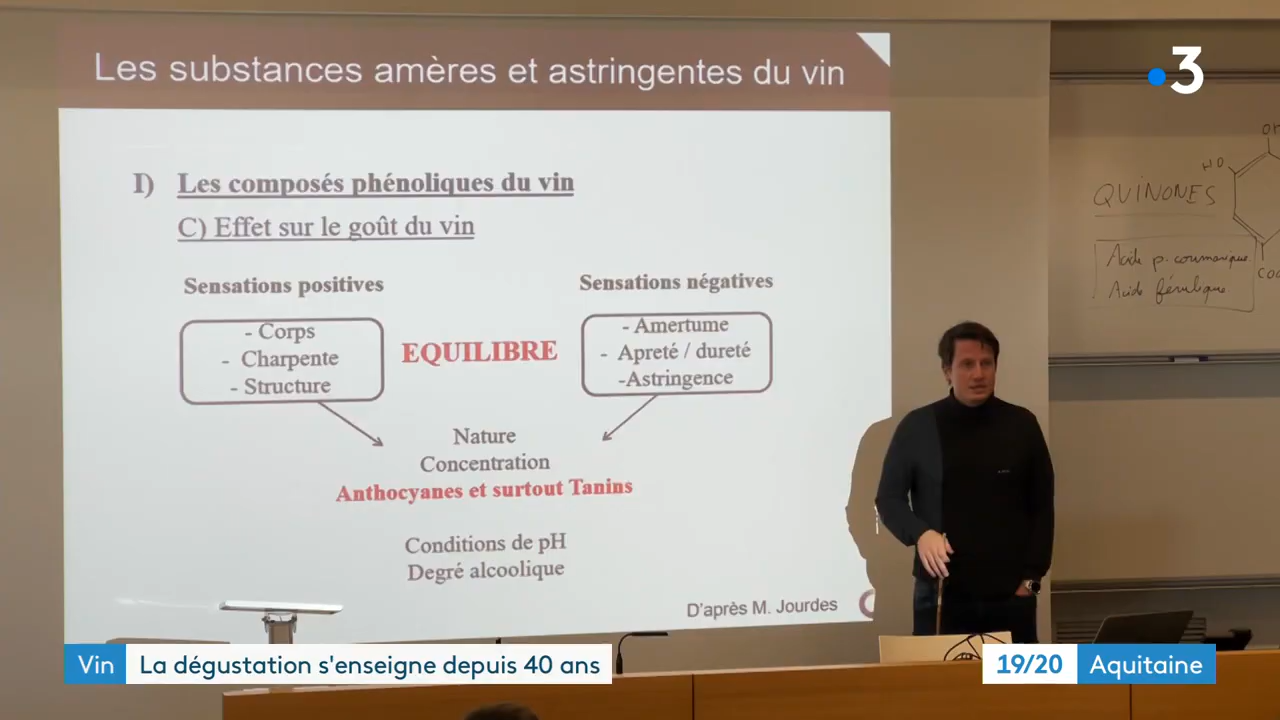 Les substances amères et astringentes du vin
3
I) Les composés phénoliques du vin
C) Effet sur le goût du vin
Sensations positives
- Corps
- Charpente
- Structure
EQUILIBRE
Sensations négatives
- Amertume
- Apreté / dureté
-Astringence
Nature
Concentration
Anthocyanes et surtout Tanins
Conditions de pH
Degré alcoolique
D'après M. Jourdes
QUINONES
HO
Acide p. coumarique
Acide férulique
Vin
La dégustation s'enseigne depuis 40 ans
19/20
Aquitaine